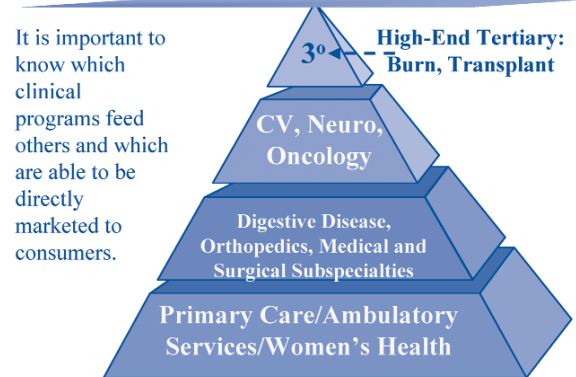 It is important to
know which
clinical
programs feed
others and which
are able to be
directly
marketed to
consumers.
High-End Tertiary:
Burn, Transplant
3º
CV, Neuro,
Oncology
Digestive Disease,
Orthopedics, Medical and
Surgical Subspecialties
Primary Care/Ambulatory
Services/Women’s Health